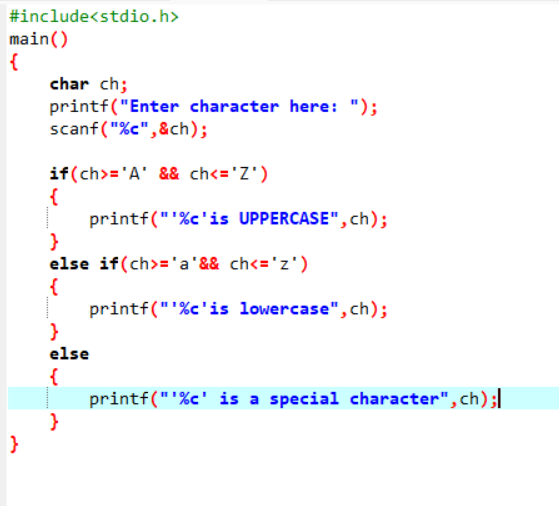 #include<stdio.h>
main()
{
    char ch;
    printf("Enter character here: ");
    scanf("%c",&ch);

    if(ch>='A' && ch<='Z')
    {
        printf("'%c'is UPPERCASE",ch);
    }
    else if(ch>='a'&& ch<='z')
    {
        printf("'%c'is lowercase",ch);
    }
    else
    {
        printf("'%c' is a special character",ch);
    }
}